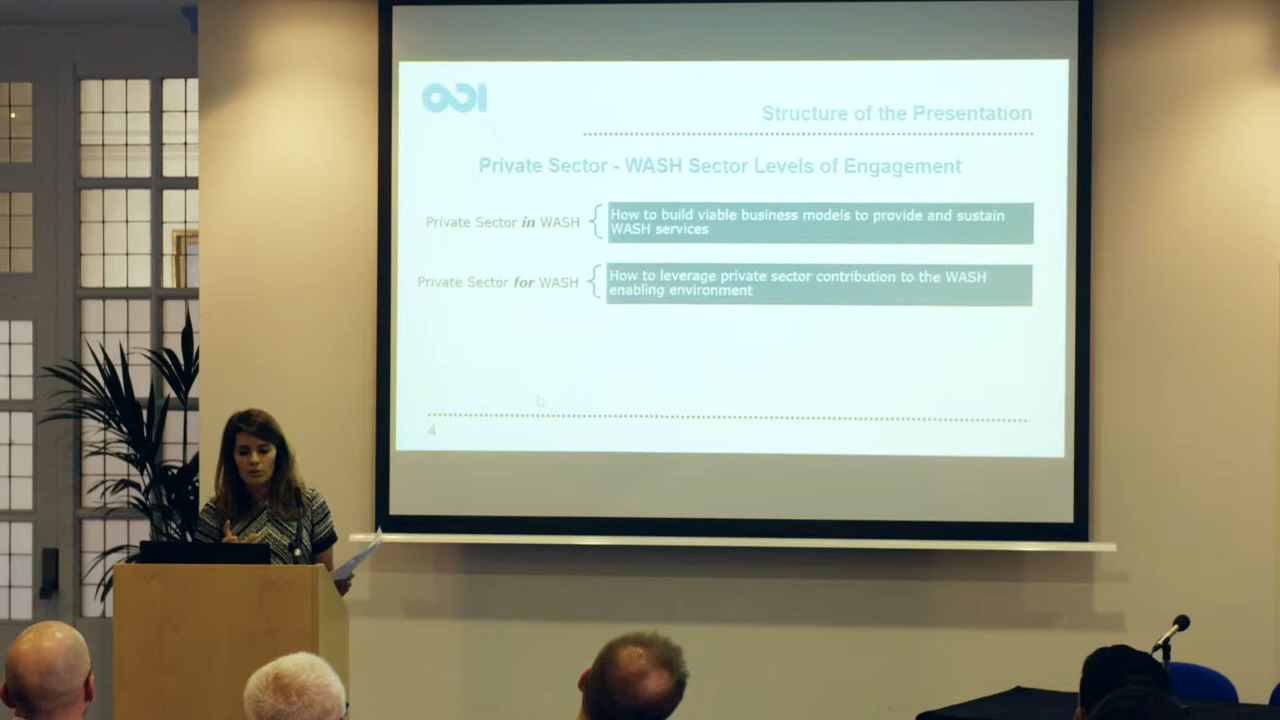 ODI
Structure of the Presentation
Private Sector - WASH Sector Levels of Engagement
Private Sector in WASH
How to build viable business models to provide and sustain
WASH services
Private Sector for WASH
How to leverage private sector contribution to the WASH
enabling environment
4